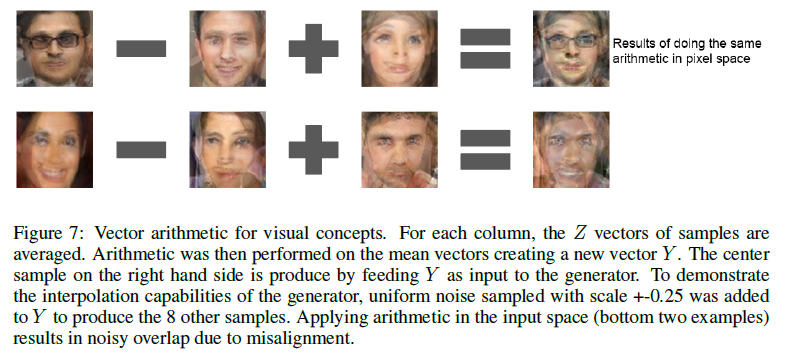 Results of doing the same
arithmetic in pixel space
Figure 7: Vector arithmetic for visual concepts. For each column, the Z vectors of samples are
averaged. Arithmetic was then performed on the mean vectors creating a new vector Y. The center
sample on the right hand side is produce by feeding Y as input to the generator. To demonstrate
the interpolation capabilities of the generator, uniform noise sampled with scale +-0.25 was added
to Y to produce the 8 other samples. Applying arithmetic in the input space (bottom two examples)
results in noisy overlap due to misalignment.